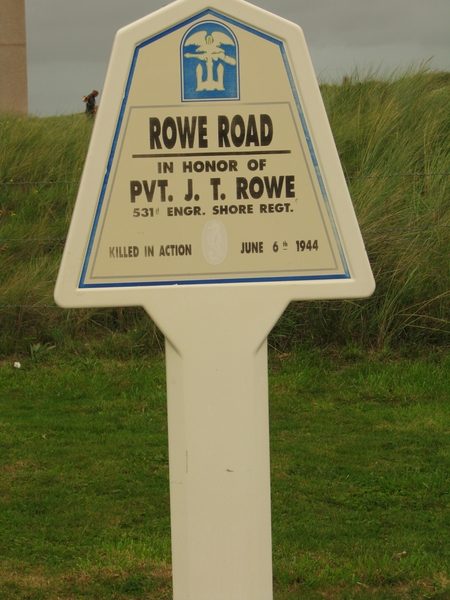 ROWE ROAD
IN HONOR OF
PVT. J. T. ROWE
531st ENGR. SHORE REGT.
KILLED IN ACTION JUNE 6th 1944